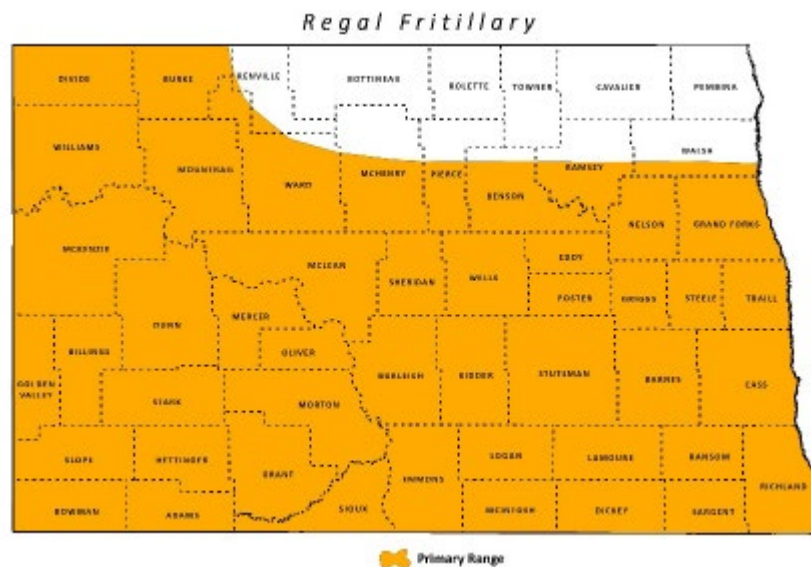 Regal Fritillary
DIVIDE BURKE RENVILLE BOTTINEAU ROLETTE TOWNER CAVALIER PEMBINA
WILLIAMS MOUNTRAIL WARD MCHENRY PIERCE BENSON RAMSEY WALSH
NELSON GRAND FORKS
MCKENZIE MCLEAN SHERIDAN WELLS EDDY
FOSTER GRIGGS STEELE TRAILL
DUNN MERCER
BILLINGS OLIVER
GOLDEN
VALLEY
STARK MORTON BURLEIGH KIDDER STUTSMAN BARNES CASS
SLOPE HETTINGER GRANT EMMONS LOGAN LAMOURE RANSOM RICHLAND
BOWMAN ADAMS SIOUX MCINTOSH DICKEY SARGENT
Primary Range